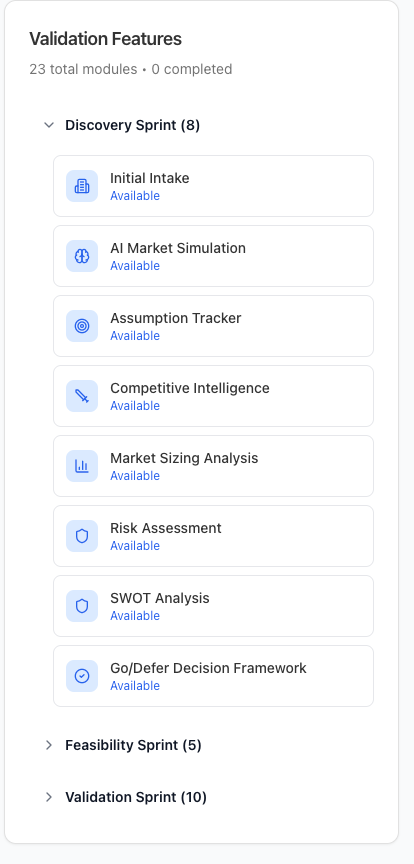 Validation Features
23 total modules • 0 completed
Discovery Sprint (8)
Initial Intake
Available
AI Market Simulation
Available
Assumption Tracker
Available
Competitive Intelligence
Available
Market Sizing Analysis
Available
Risk Assessment
Available
SWOT Analysis
Available
Go/Defer Decision Framework
Available
Feasibility Sprint (5)
Validation Sprint (10)